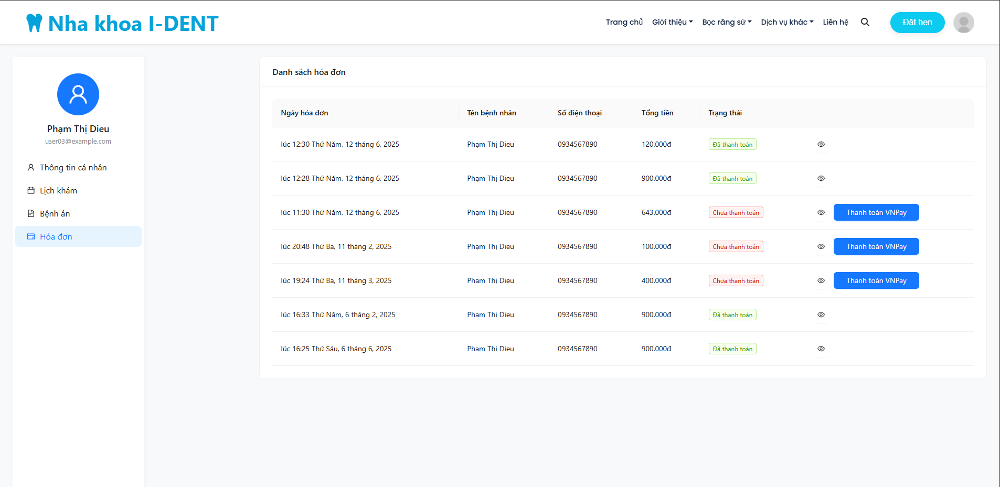 Nha khoa I-DENT
Trang chủ Giới thiệu Bọc răng sứ Dịch vụ khác Liên hệ Đặt hẹn
Phạm Thị Dieu
user03@example.com
Thông tin cá nhân
Lịch khám
Bệnh án
Hóa đơn
Danh sách hóa đơn
Ngày hóa đơn Tên bệnh nhân Số điện thoại Tổng tiền Trạng thái
lúc 12:30 Thứ Năm, 12 tháng 6, 2025 Phạm Thị Dieu 0934567890 120.000đ Đã thanh toán
lúc 12:28 Thứ Năm, 12 tháng 6, 2025 Phạm Thị Dieu 0934567890 900.000đ Đã thanh toán
lúc 11:30 Thứ Năm, 12 tháng 6, 2025 Phạm Thị Dieu 0934567890 643.000đ Chưa thanh toán Thanh toán VNPay
lúc 20:48 Thứ Ba, 11 tháng 2, 2025 Phạm Thị Dieu 0934567890 100.000đ Chưa thanh toán Thanh toán VNPay
lúc 19:24 Thứ Ba, 11 tháng 3, 2025 Phạm Thị Dieu 0934567890 400.000đ Chưa thanh toán Thanh toán VNPay
lúc 16:33 Thứ Năm, 6 tháng 2, 2025 Phạm Thị Dieu 0934567890 900.000đ Đã thanh toán
lúc 16:25 Thứ Sáu, 6 tháng 6, 2025 Phạm Thị Dieu 0934567890 900.000đ Đã thanh toán